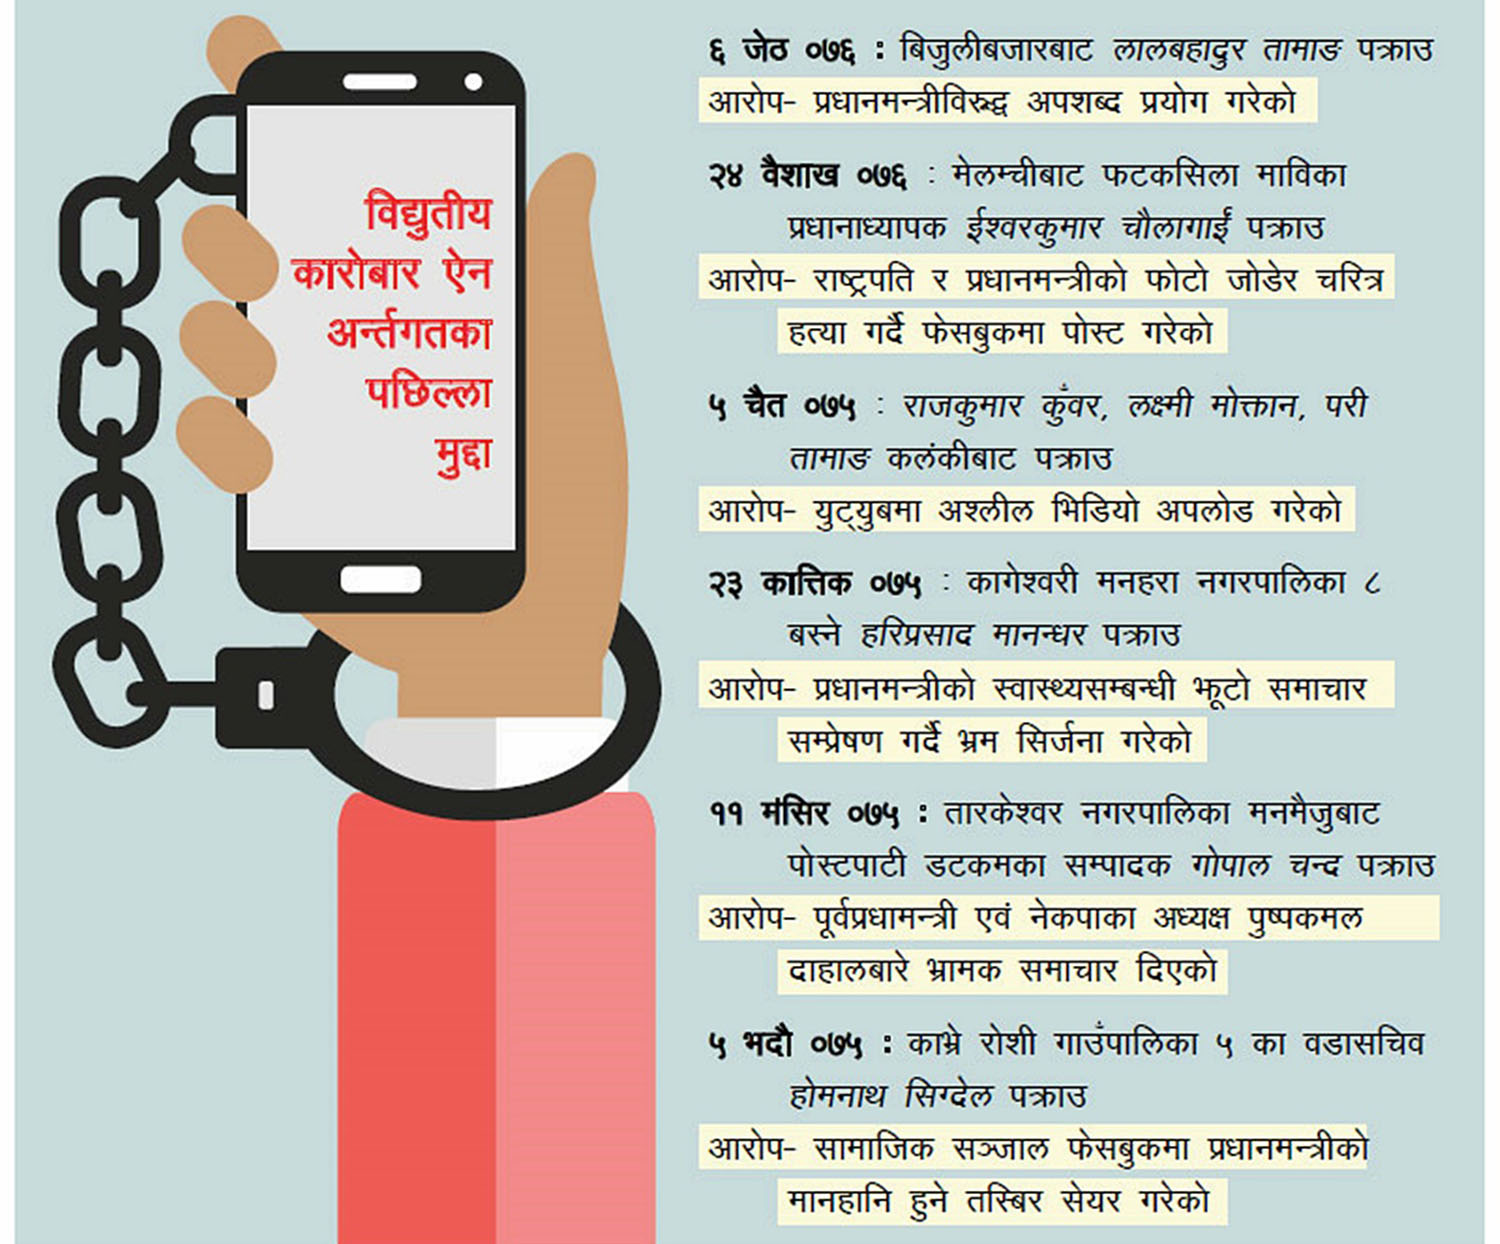 विद्युतीय
कारोबार ऐन
अर्न्तगतका
पछिल्ला
मुद्दा
६ जेठ ०७६ : बिजुलीबजारबाट लालबहादुर तामाङ पक्राउ
आरोप- प्रधानमन्त्रीविरुद्ध अपशब्द प्रयोग गरेको
२४ वैशाख ०७६ : मेलम्चीबाट फटकसिला माविका
प्रधानाध्यापक ईश्वरकुमार चौलागाईं पक्राउ
आरोप- राष्ट्रपति र प्रधानमन्त्रीको फोटो जोडेर चरित्र
हत्या गर्दै फेसबुकमा पोस्ट गरेको
५ चैत ०७५ : राजकुमार कुँवर, लक्ष्मी मोक्तान, परी
तामाङ कलंकीबाट पक्राउ
आरोप- युट्युबमा अश्लील भिडियो अपलोड गरेको
२३ कात्तिक ०७५ : कागेश्वरी मनहरा नगरपालिका ८
बस्ने हरिप्रसाद मानन्धर पक्राउ
आरोप- प्रधानमन्त्रीको स्वास्थ्यसम्बन्धी झूटो समाचार
सम्प्रेषण गर्दै भ्रम सिर्जना गरेको
११ मंसिर ०७५ : तारकेश्वर नगरपालिका मनमैजुबाट
पोस्टपाटी डटकमका सम्पादक गोपाल चन्द पक्राउ
आरोप- पूर्वप्रधामन्त्री एवं नेकपाका अध्यक्ष पुष्पकमल
दाहालबारे भ्रामक समाचार दिएको
५ भदौ ०७५ : काभ्रे रोशी गाउँपालिका ५ का वडासचिव
होमनाथ सिग्देल पक्राउ
आरोप- सामाजिक सञ्जाल फेसबुकमा प्रधानमन्त्रीको
मानहानि हुने तस्बिर सेयर गरेको